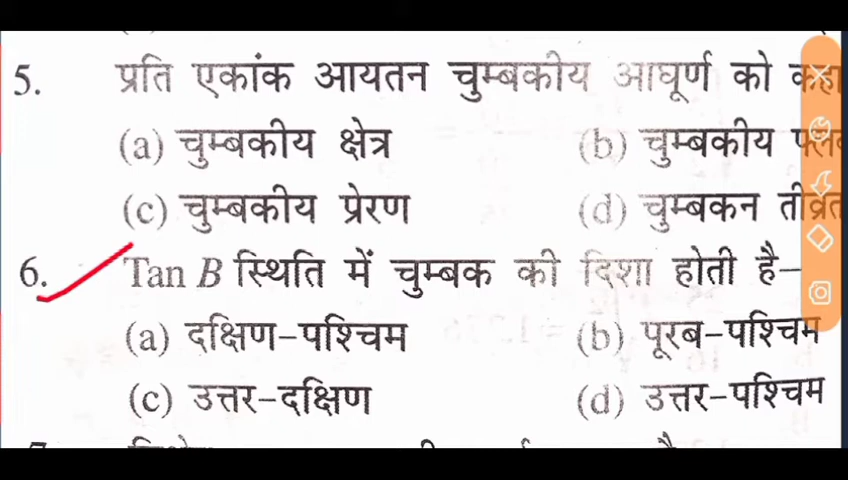 5. प्रति एकांक आयतन चुम्बकीय आघूर्ण को कहा
(a) चुम्बकीय क्षेत्र (b) चुम्बकीय
(c) चुम्बकीय प्रेरण (d) चुम्बकन
6. Tan B स्थिति में चुम्बक की दिशा होती है–
(a) दक्षिण-पश्चिम (b) पूरब-पश्चिम
(c) उत्तर-दक्षिण (d) उत्तर-पश्चिम